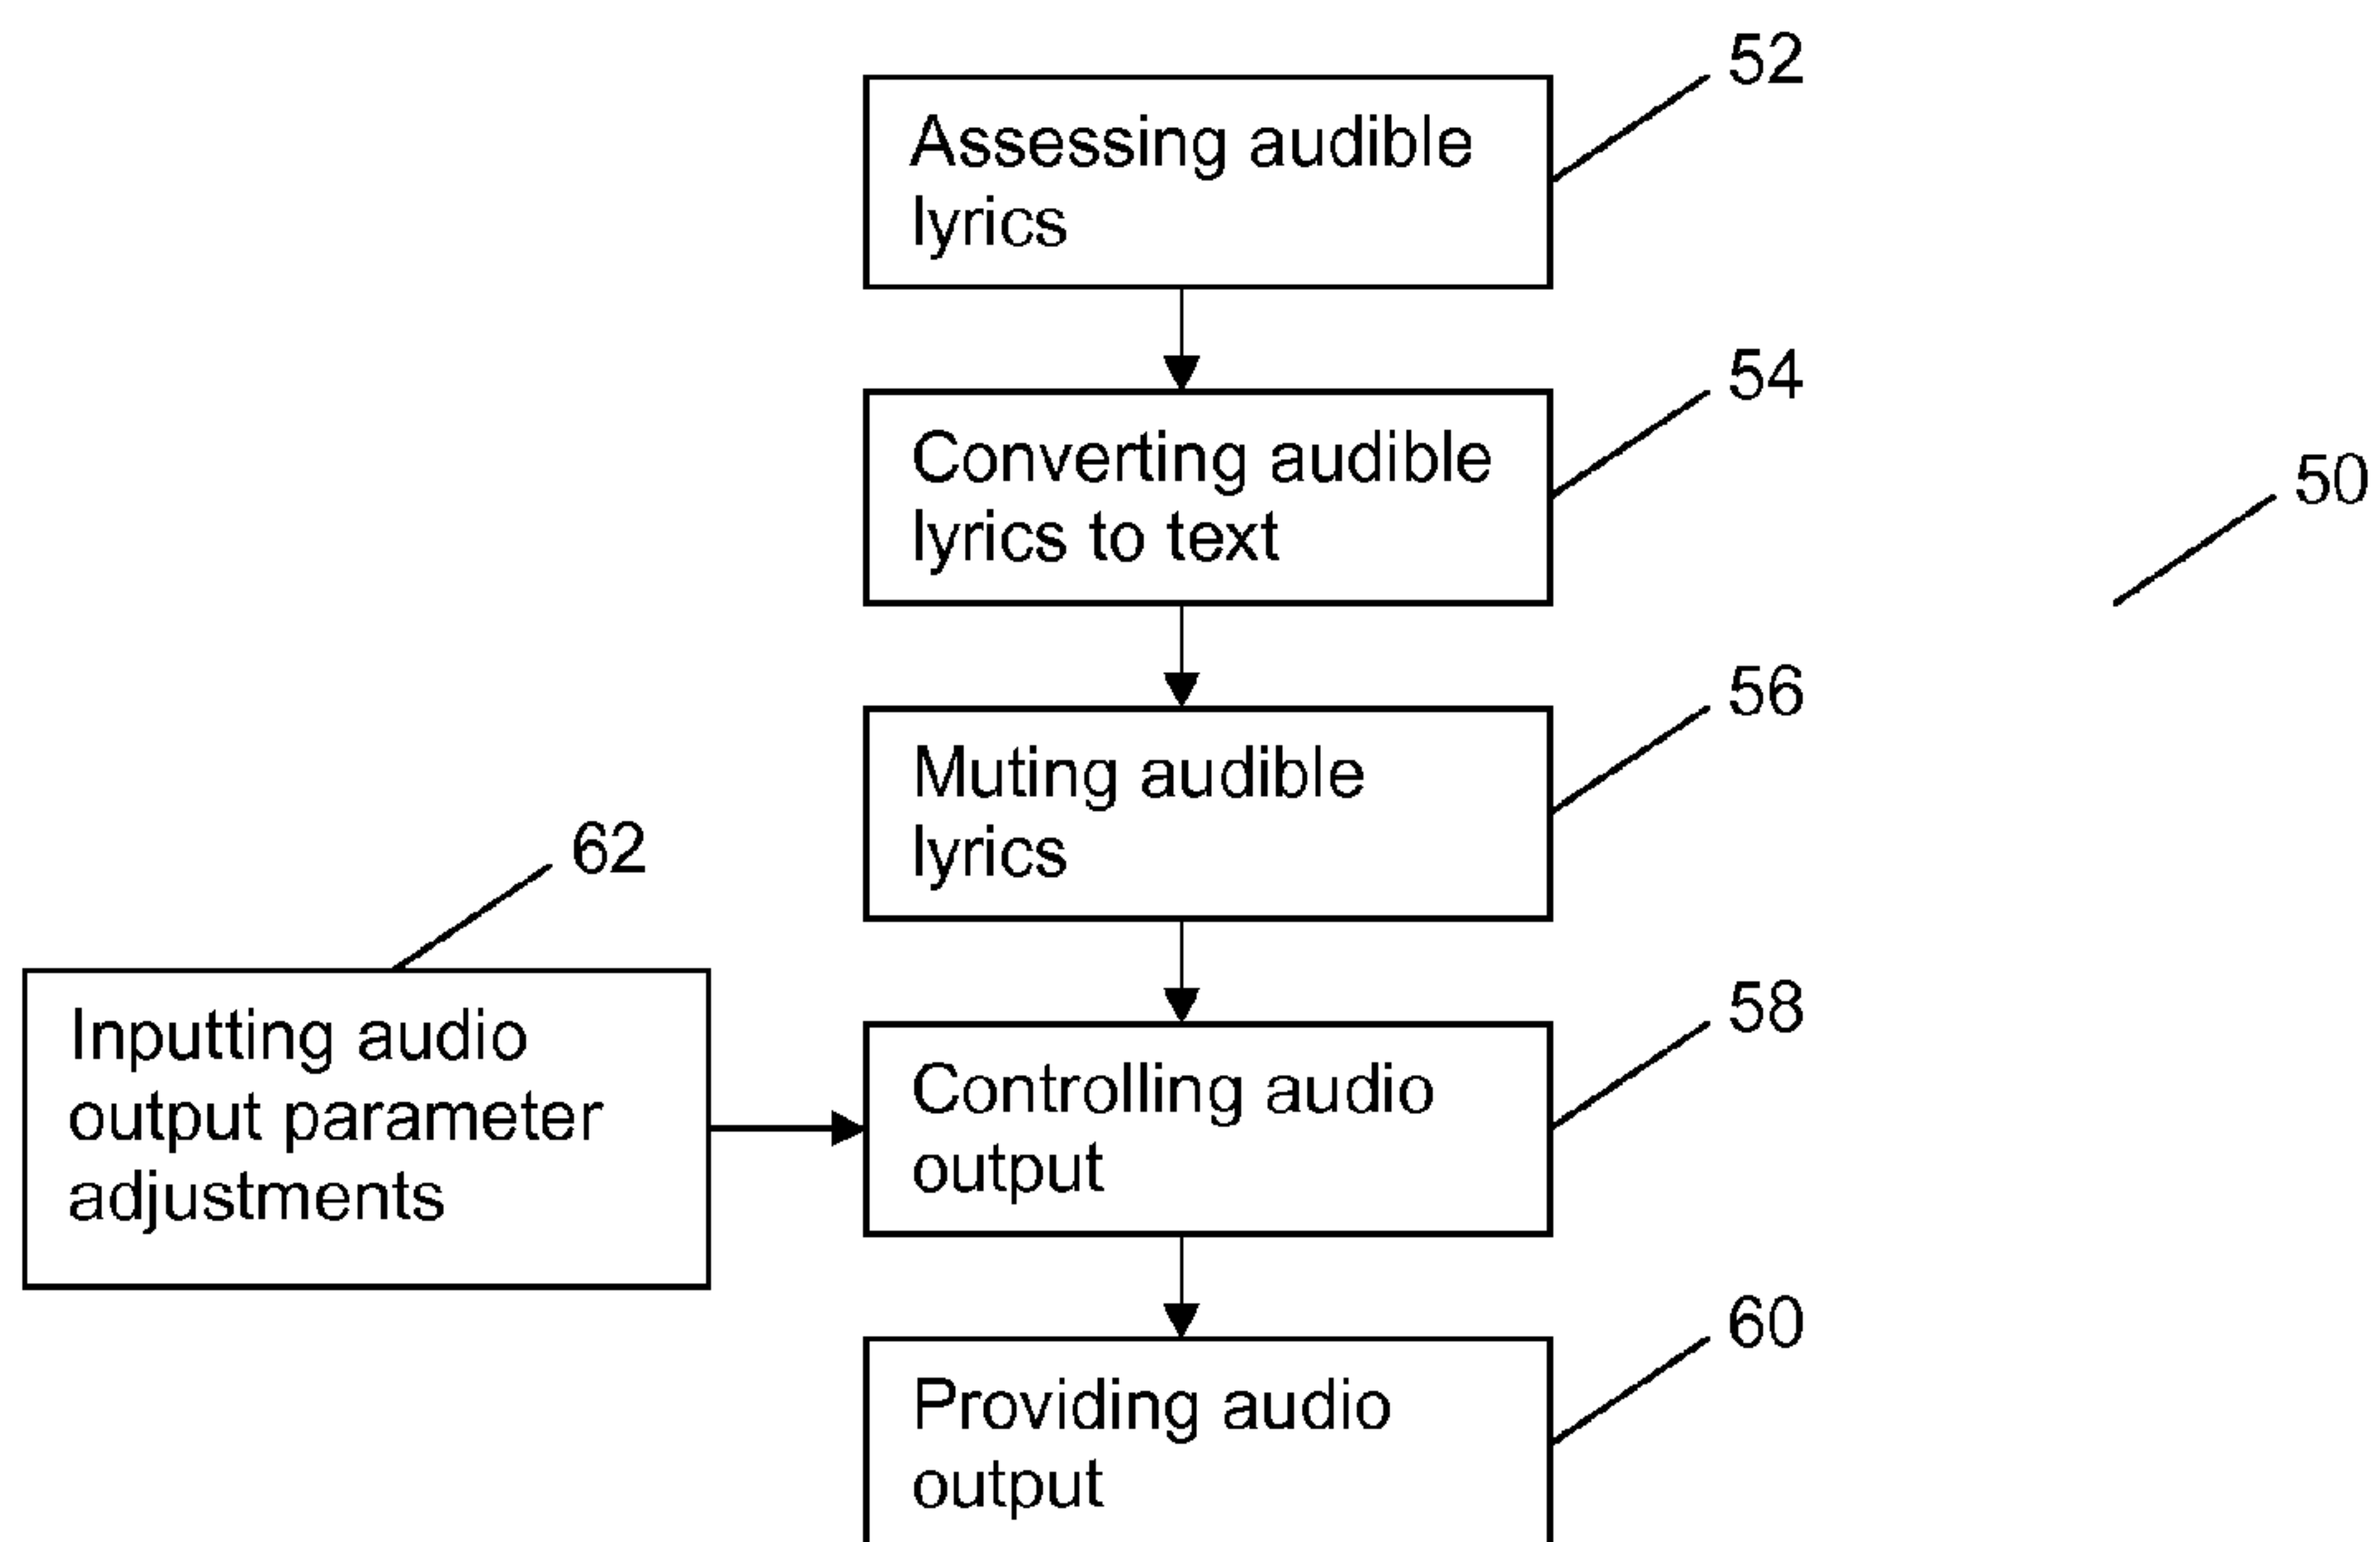 52
Assessing audible
lyrics
54
Converting audible
lyrics to text
50
56
Muting audible
lyrics
62
Inputting audio
output parameter
adjustments
58
Controlling audio
output
60
Providing audio
output